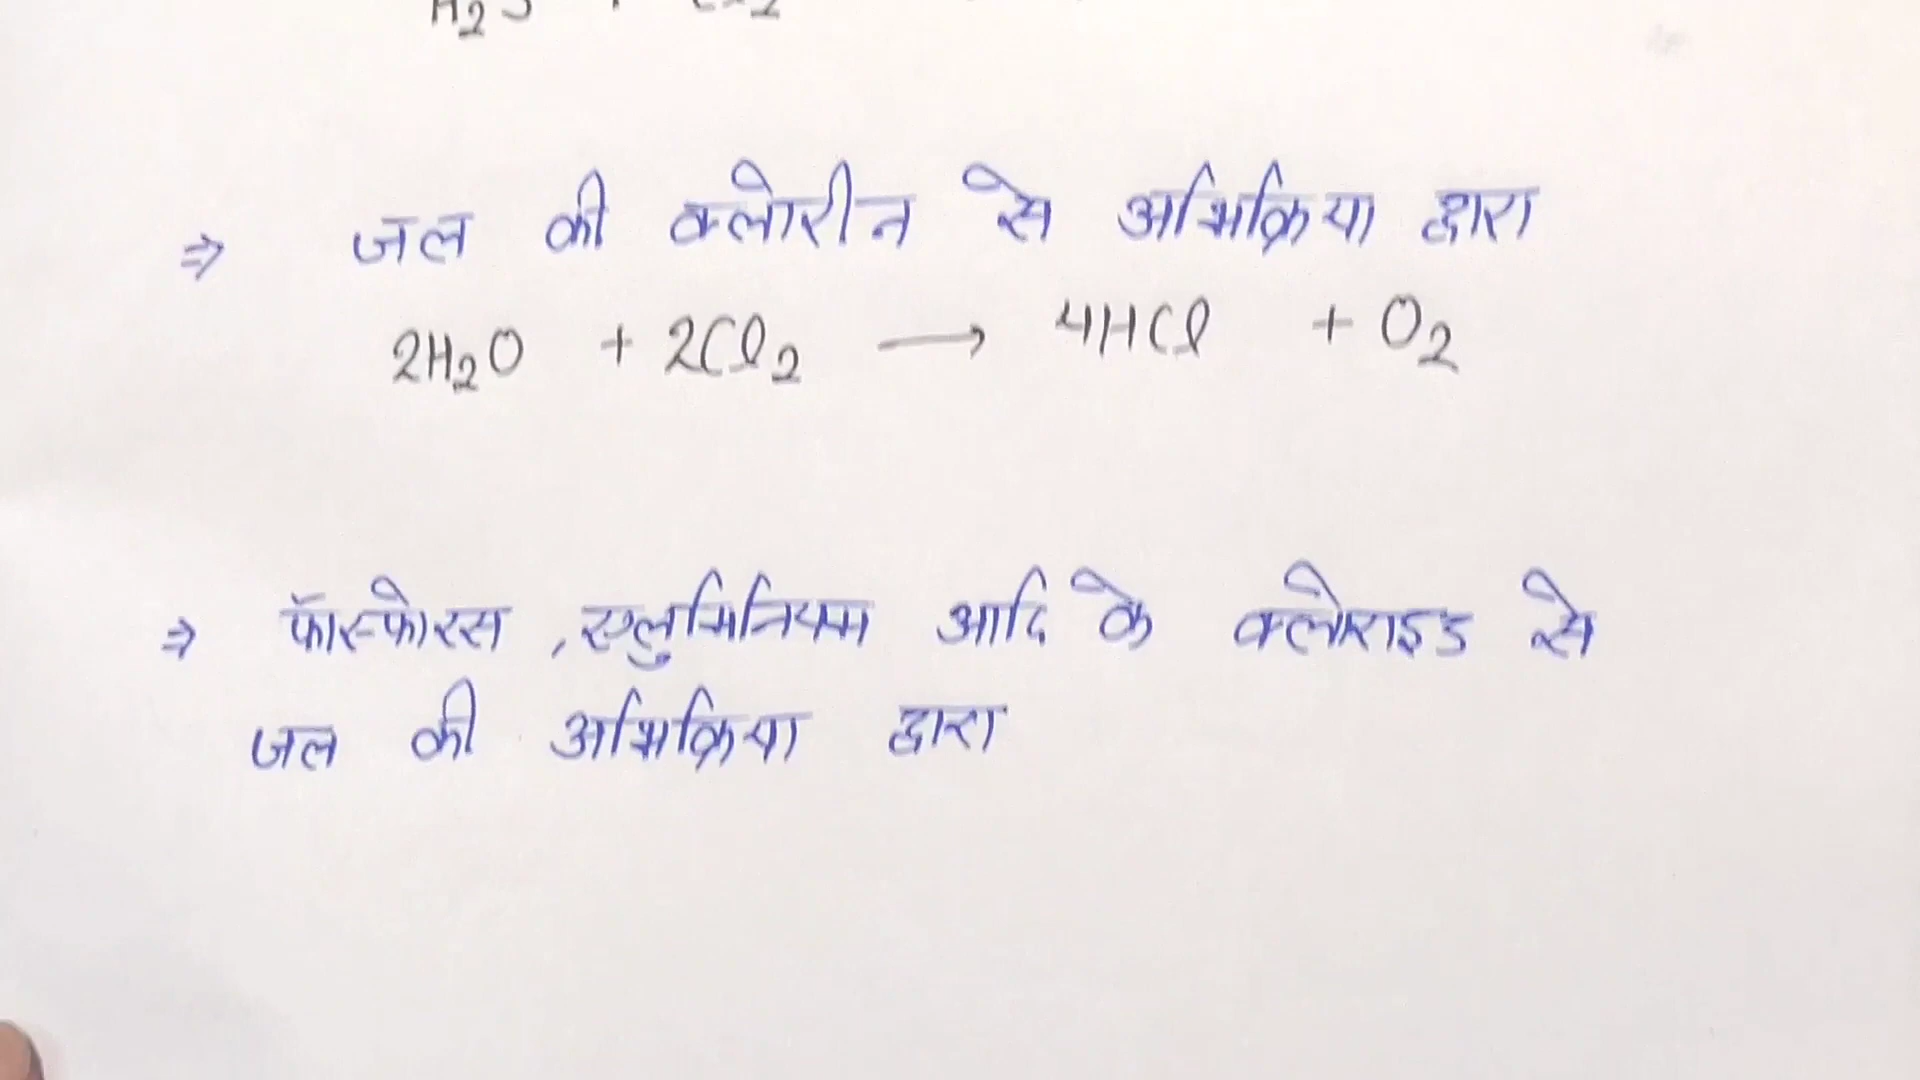 ⇒ जल की क्लोरीन से अभिक्रिया द्वारा
2H₂O + 2Cl₂ ⟶ 4HCl + O₂
⇒ फॉस्फोरस , एलुमिनियम आदि के क्लोराइड से
जल की अभिक्रिया द्वारा